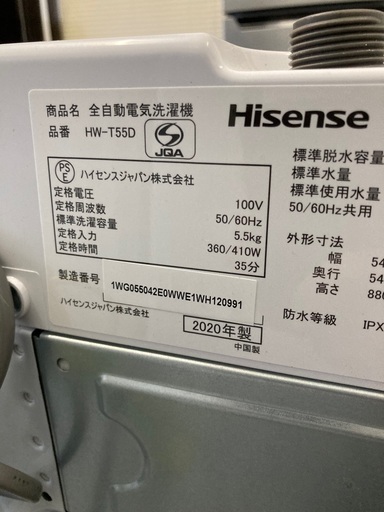 商品名 全自動電気洗濯機
品番 HW-T55D
JQA
Hisense
PS
E
ハイセンスジャパン株式会社
定格電圧 100V
定格周波数 50/60Hz
標準洗濯容量 5.5kg
定格入力 360/410W
定格時間 35分
製造番号 1WG055042E0WWE1WH120991
ハイセンスジャパン株式会社
2020年製
中国製
標準脱水容量
標準水量
標準使用水量
50/60Hz共用
外形寸法
幅 54
奥行 54
高さ 880
防水等級 IPX